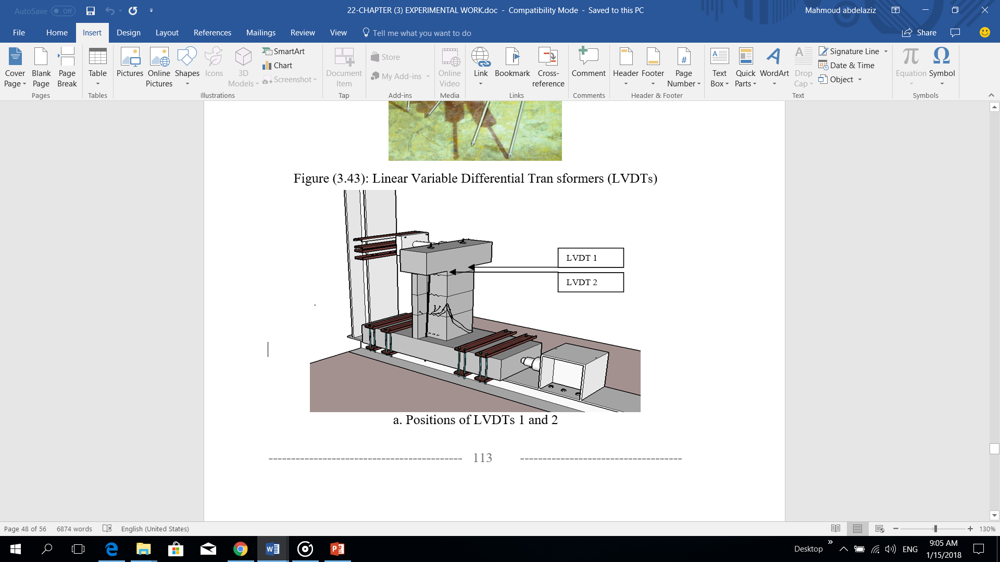 AutoSave Off
22-CHAPTER (3) EXPERIMENTAL WORK.doc - Compatibility Mode - Saved to this PC
Mahmoud abdelaziz
File Home Insert Design Layout References Mailings Review View Tell me what you want to do
Share
Cover Page
Blank Page
Page Break
Pages
Table
Tables
Pictures
Online Pictures
Shapes
Icons
3D Models
SmartArt
Chart
Screenshot
Illustrations
Document Item
Tap
Store
My Add-ins
Add-ins
Online Video
Media
Link
Bookmark
Cross-reference
Links
Comment
Comments
Header
Footer
Page Number
Header & Footer
Text Box
Quick Parts
WordArt
Drop Cap
Signature Line
Date & Time
Object
Text
Equation
Symbol
Symbols
Figure (3.43): Linear Variable Differential Tran sformers (LVDTs)
LVDT 1
LVDT 2
a. Positions of LVDTs 1 and 2
------------------------------------------- 113 ------------------------------------
Page 48 of 56 6874 words English (United States)
130%
Desktop
ENG
9:05 AM
1/15/2018